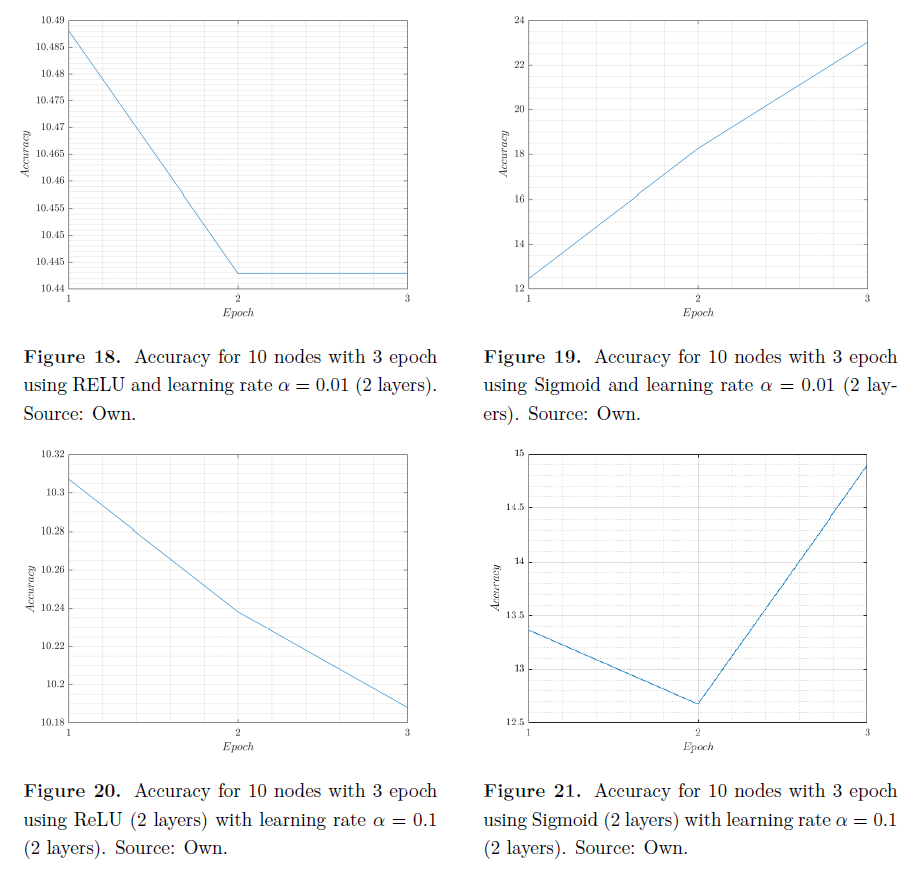 10.49
10.485
10.48
10.475
10.47
10.465
10.46
10.455
10.45
10.445
10.44
Accuracy
1
2
3
Epoch
Figure 18. Accuracy for 10 nodes with 3 epoch
using RELU and learning rate α = 0.01 (2 layers).
Source: Own.
24
22
20
18
16
14
12
Accuracy
1
2
3
Epoch
Figure 19. Accuracy for 10 nodes with 3 epoch
using Sigmoid and learning rate α = 0.01 (2 lay-
ers). Source: Own.
10.32
10.3
10.28
10.26
10.24
10.22
10.2
10.18
Accuracy
1
2
3
Epoch
Figure 20. Accuracy for 10 nodes with 3 epoch
using ReLU (2 layers) with learning rate α = 0.1
(2 layers). Source: Own.
15
14.5
14
13.5
13
12.5
Accuracy
1
2
3
Epoch
Figure 21. Accuracy for 10 nodes with 3 epoch
using Sigmoid (2 layers) with learning rate α = 0.1
(2 layers). Source: Own.